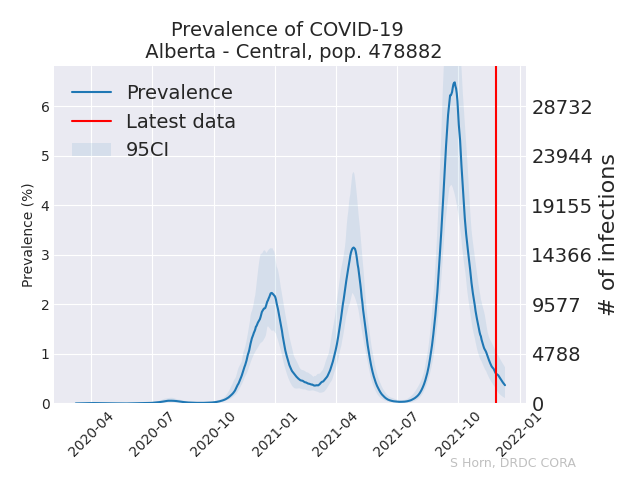 Prevalence of COVID-19
Alberta - Central, pop. 478882
Prevalence
Latest data
95CI
Prevalence (%)
6
5
4
3
2
1
0
28732
23944
19155
14366
9577
4788
0
# of infections
2020-04
2020-07
2020-10
2021-01
2021-04
2021-07
2021-10
2022-01
S Horn, DRDC CORA